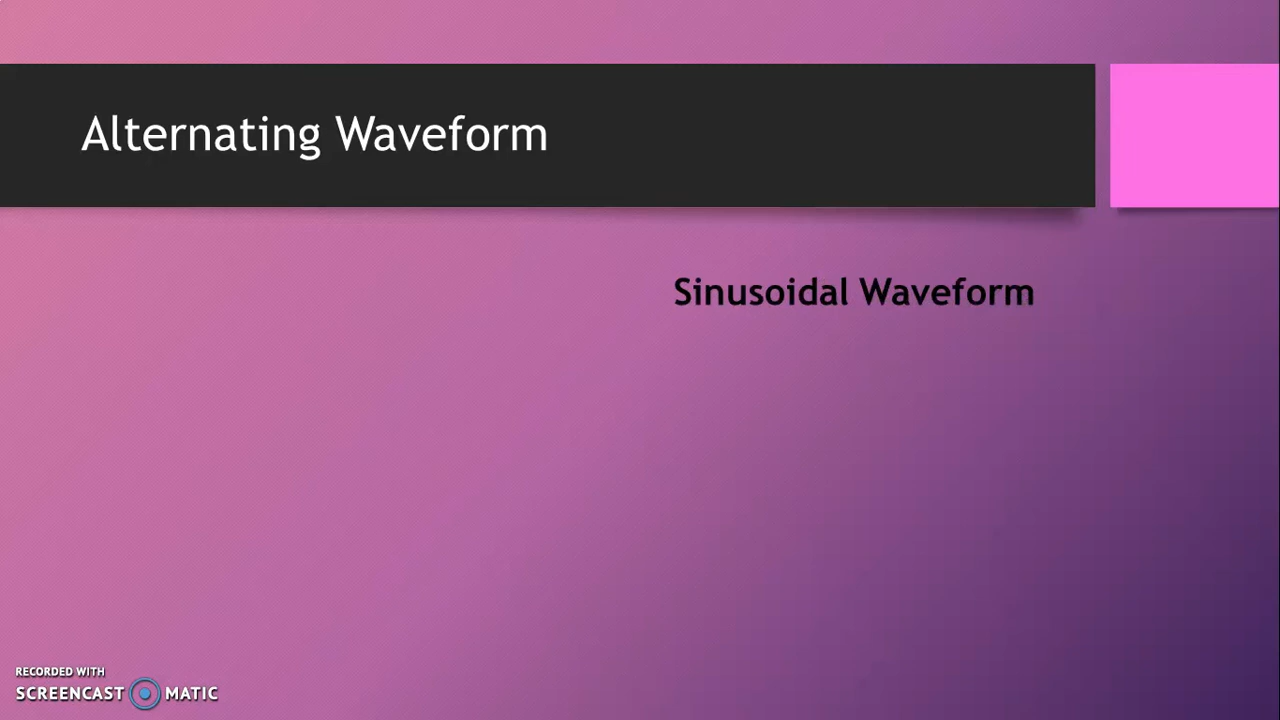 Alternating Waveform
Sinusoidal Waveform
RECORDED WITH
SCREENCAST MATIC